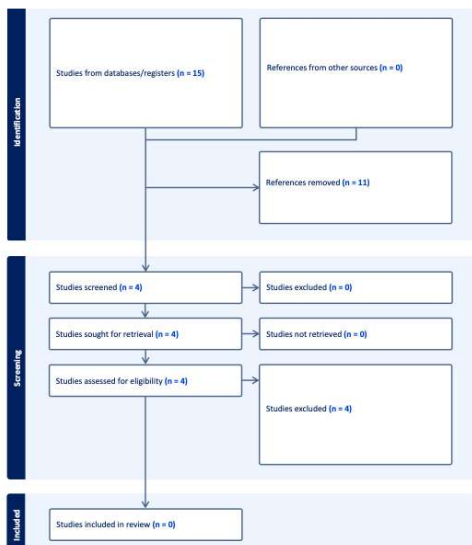 Identification
Studies from databases/registers (n = 15)
References from other sources (n = 0)
References removed (n = 11)
Screening
Studies screened (n = 4)
Studies excluded (n = 0)
Studies sought for retrieval (n = 4)
Studies not retrieved (n = 0)
Studies assessed for eligibility (n = 4)
Studies excluded (n = 4)
Included
Studies included in review (n = 0)